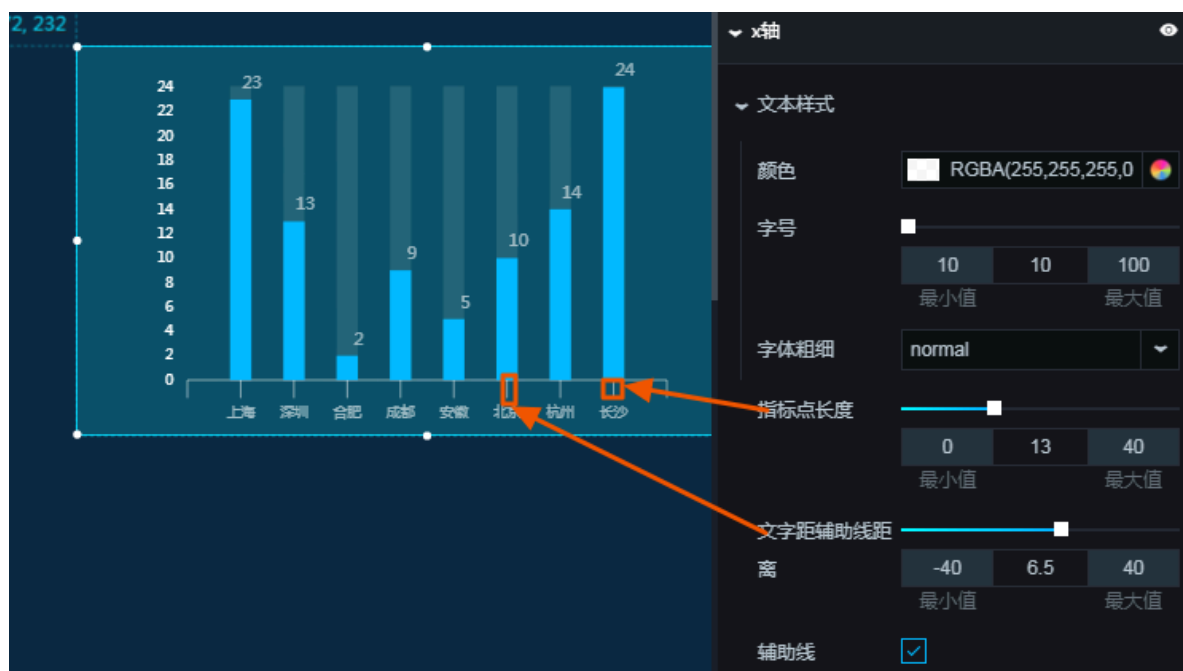 2, 232
24
22
20
18
16
14
12
10
8
6
4
2
0
23
13
2
9
5
10
14
24
上海
深圳
合肥
成都
安徽
北京
杭州
长沙
x轴
文本样式
颜色
RGBA(255,255,255,0
字号
10
10
100
最小值
最大值
字体粗细
normal
指标点长度
0
13
40
最小值
最大值
文字距辅助线距
离
-40
6.5
40
最小值
最大值
辅助线